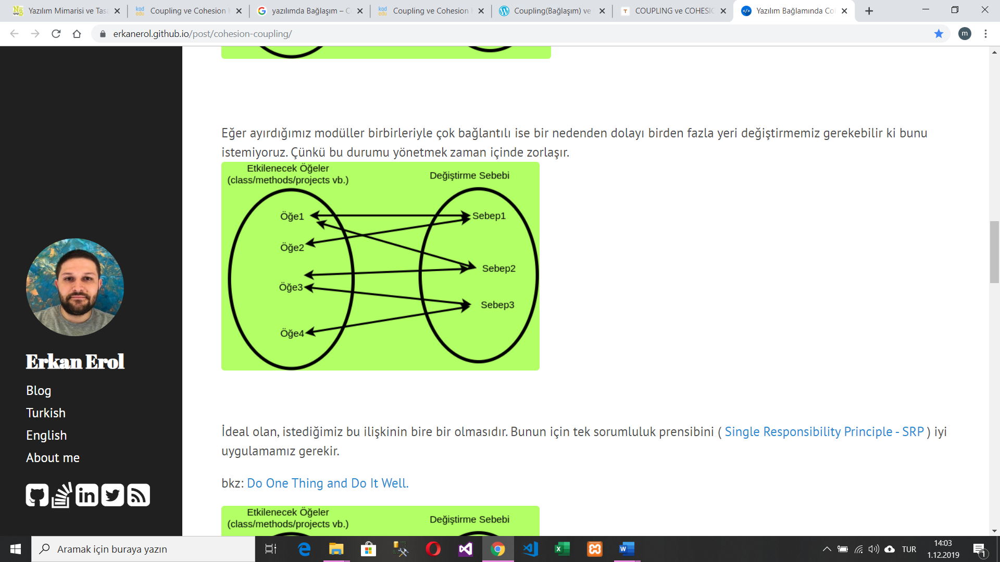 Yazılım Mimarisi ve Tas
Coupling ve Cohesion
yazılımda Bağlaşım – C
Coupling ve Cohesion
Coupling(Bağlaşım) ve
COUPLING ve COHESIC
Yazılım Bağlamında Co
erkanerol.github.io/post/cohesion-coupling/
m
Eğer ayırdığımız modüller birbirleriyle çok bağlantılı ise bir nedenden dolayı birden fazla yeri değiştirmemiz gerekebilir ki bunu
istemiyoruz. Çünkü bu durumu yönetmek zaman içinde zorlaşır.
Etkilenecek Öğeler
(class/methods/projects vb.)
Değiştirme Sebebi
Öğe1
Sebep1
Öğe2
Sebep2
Öğe3
Sebep3
Öğe4
Erkan Erol
Blog
Turkish
English
About me
İdeal olan, istediğimiz bu ilişkinin bire bir olmasıdır. Bunun için tek sorumluluk prensibini ( Single Responsibility Principle - SRP ) iyi
uygulamamız gerekir.
bkz: Do One Thing and Do It Well.
Etkilenecek Öğeler
(class/methods/projects vb.)
Değiştirme Sebebi
Aramak için buraya yazın
TUR
14:03
1.12.2019
1